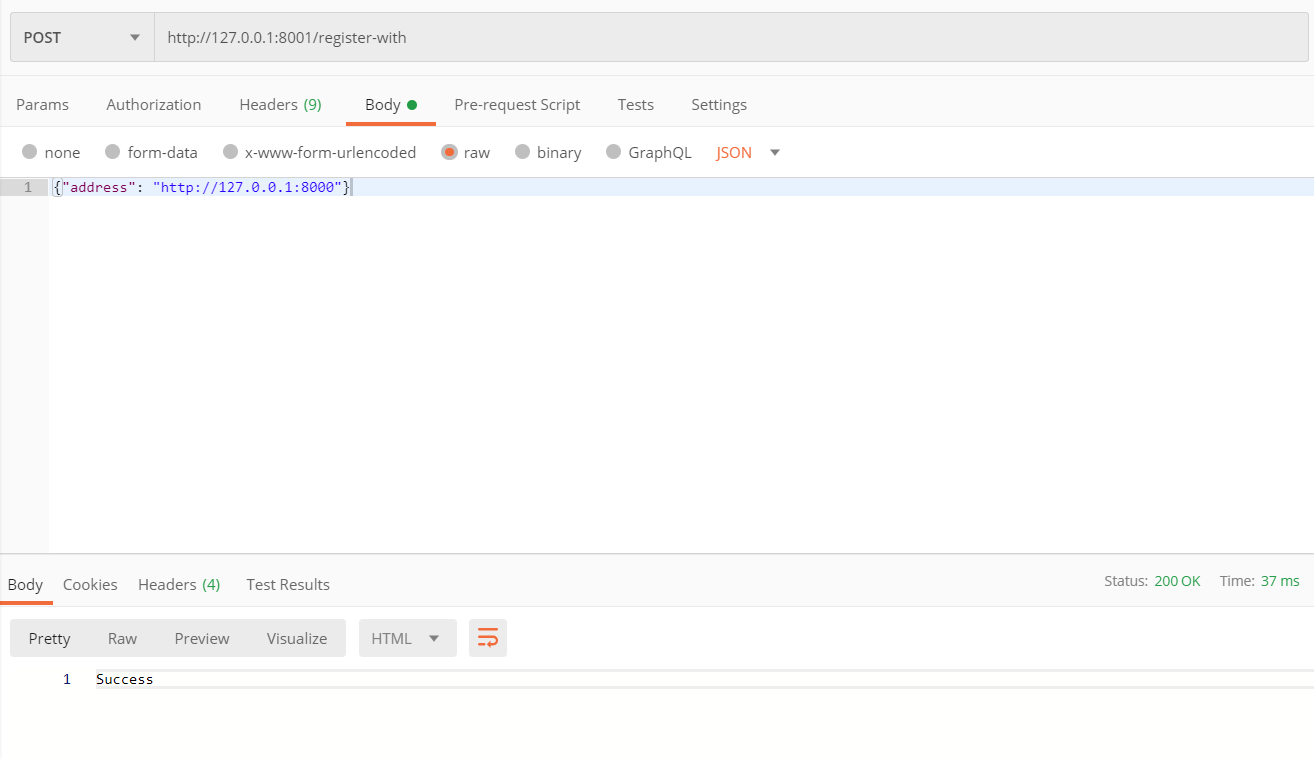 POST http://127.0.0.1:8001/register-with
Params Authorization Headers (9) Body Pre-request Script Tests Settings
none form-data x-www-form-urlencoded raw binary GraphQL JSON
1 {"address": "http://127.0.0.1:8000"}
Body Cookies Headers (4) Test Results Status: 200 OK Time: 37 ms
Pretty Raw Preview Visualize HTML
1 Success